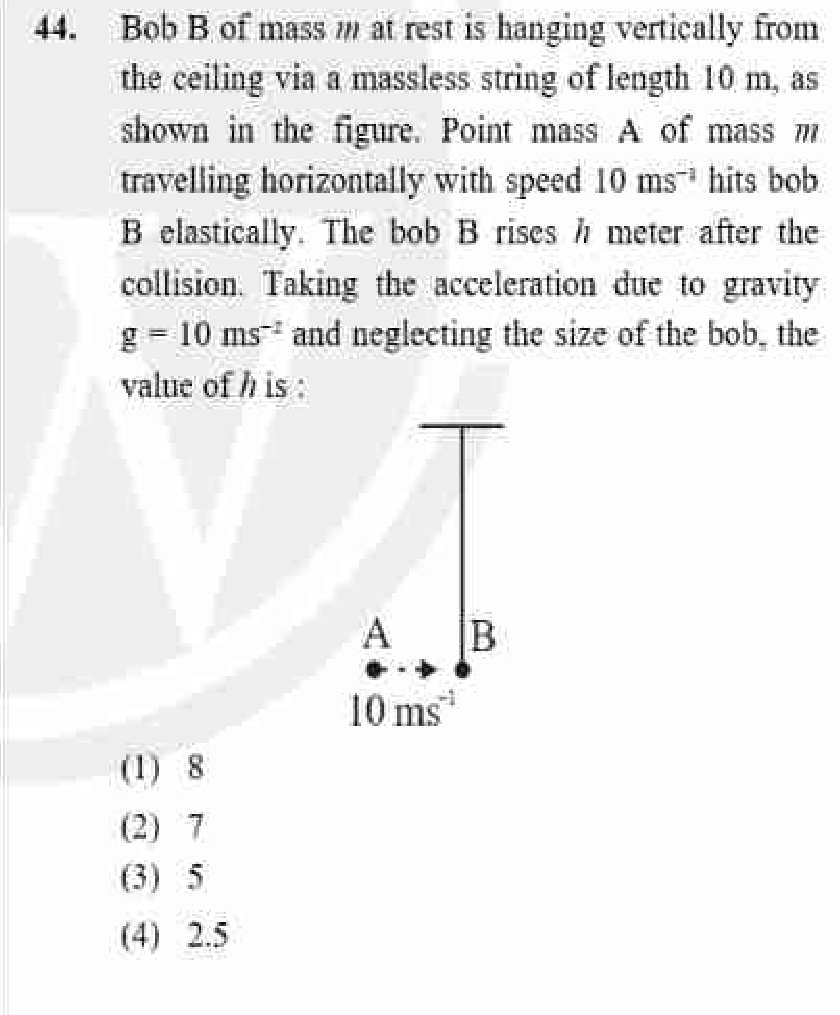 44. Bob B of mass m at rest is hanging vertically from
the ceiling via a massless string of length 10 m, as
shown in the figure. Point mass A of mass m
travelling horizontally with speed 10 ms⁻¹ hits bob
B elastically. The bob B rises h meter after the
collision. Taking the acceleration due to gravity
g = 10 ms⁻² and neglecting the size of the bob, the
value of h is :
A B
10 ms⁻¹
(1) 8
(2) 7
(3) 5
(4) 2.5